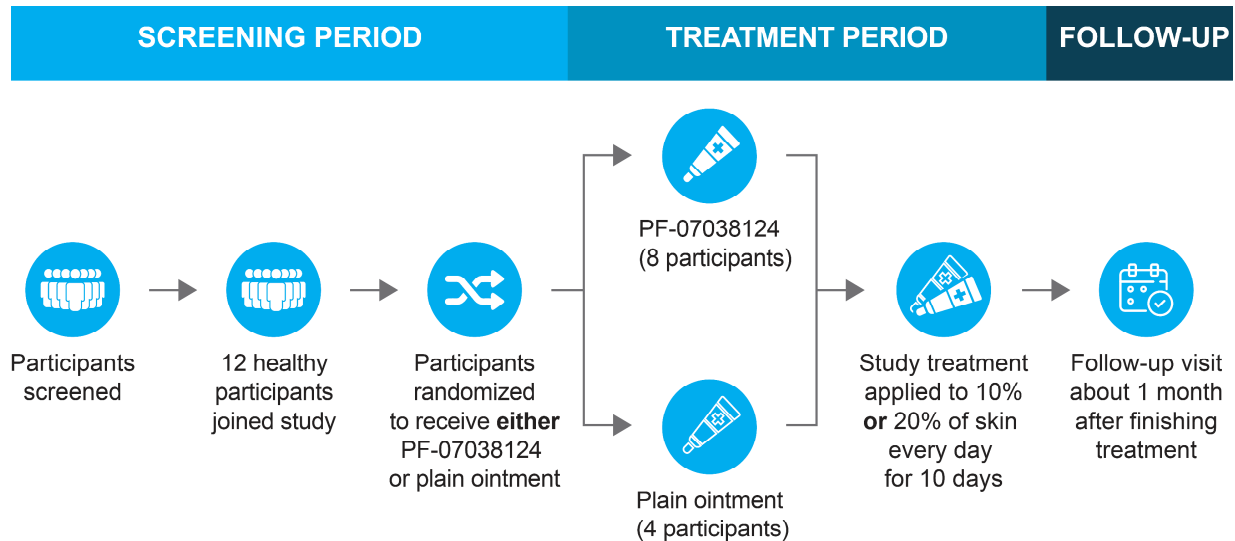 SCREENING PERIOD
TREATMENT PERIOD
FOLLOW-UP
Participants
screened
12 healthy
participants
joined study
Participants
randomized
to receive either
PF-07038124
or plain ointment
PF-07038124
(8 participants)
Plain ointment
(4 participants)
Study treatment
applied to 10%
or 20% of skin
every day
for 10 days
Follow-up visit
about 1 month
after finishing
treatment